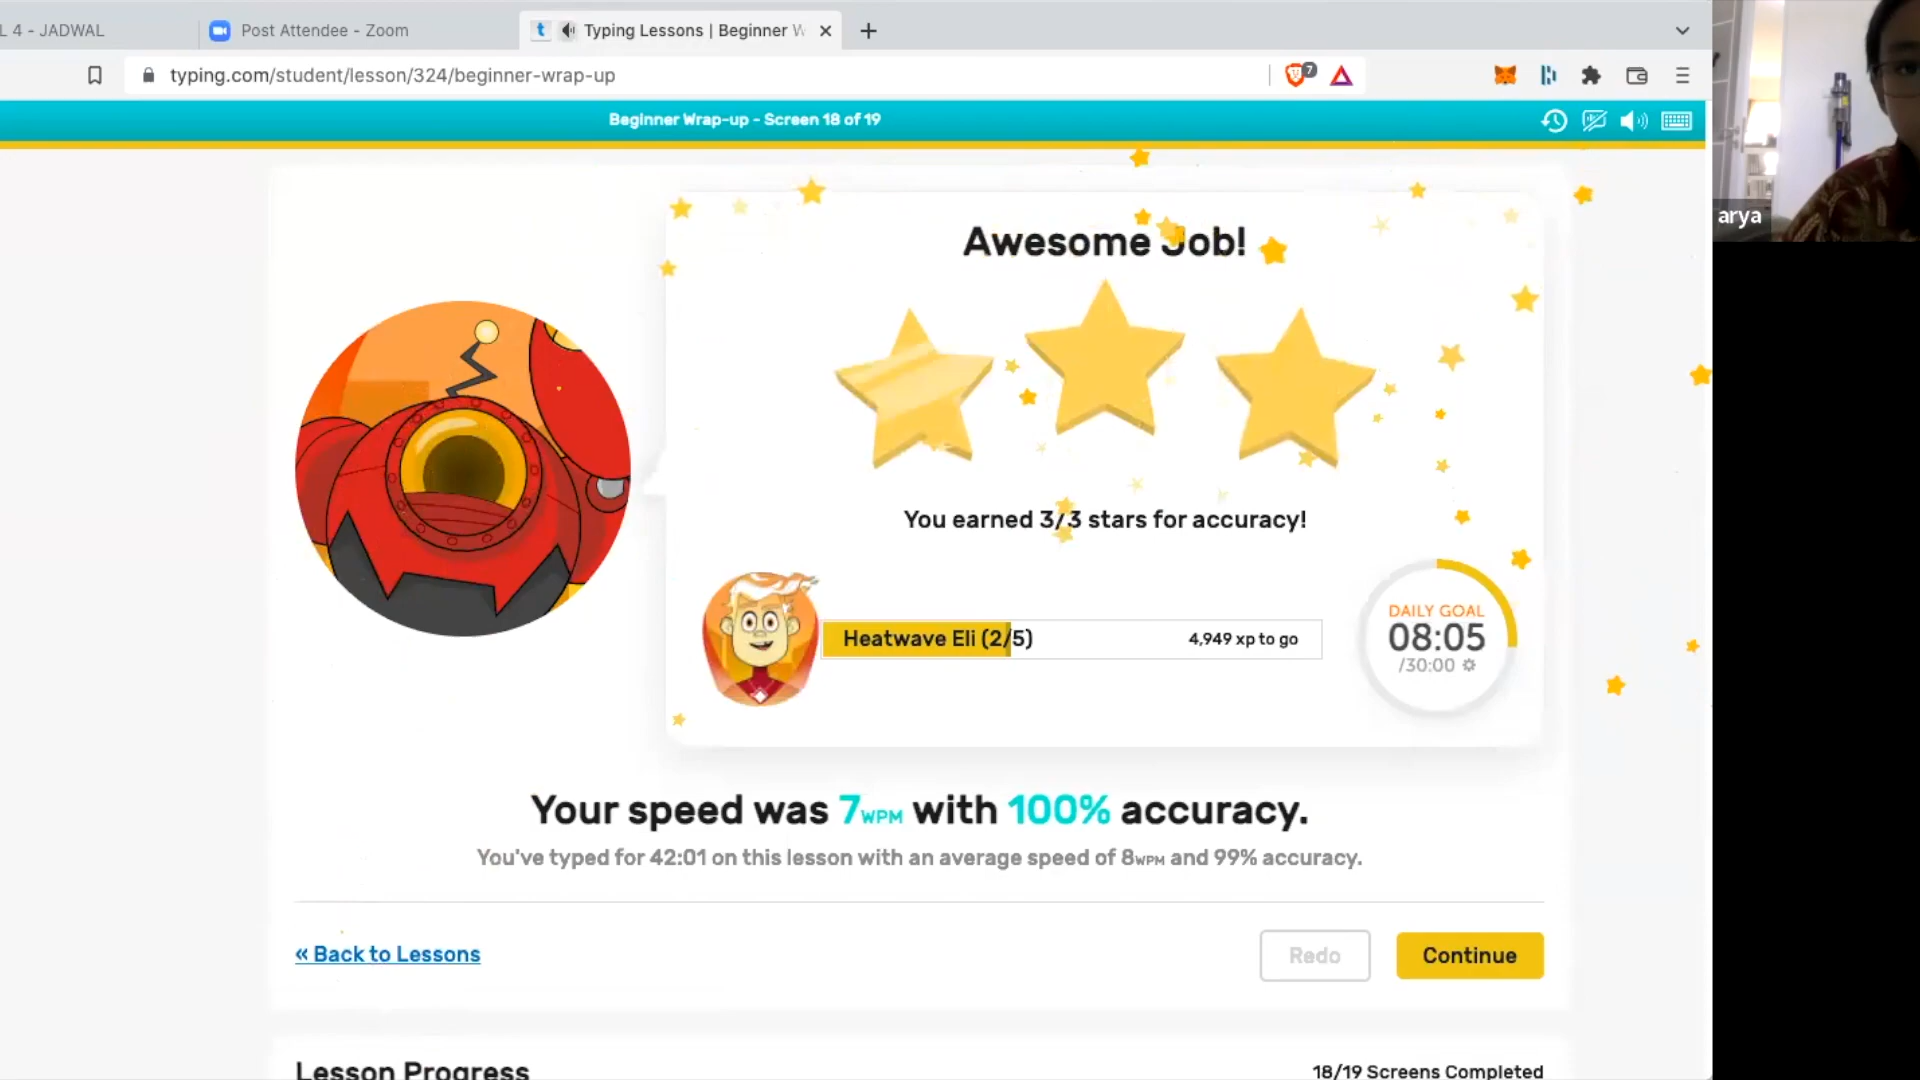 L 4 - JADWAL
Post Attendee - Zoom
Typing Lessons | Beginner W
typing.com/student/lesson/324/beginner-wrap-up
7
Beginner Wrap-up - Screen 18 of 19
arya
Awesome Job!
You earned 3/3 stars for accuracy!
Heatwave Eli (2/5)
4,949 xp to go
DAILY GOAL
08:05
/30:00
Your speed was 7WPM with 100% accuracy.
You've typed for 42:01 on this lesson with an average speed of 8WPM and 99% accuracy.
« Back to Lessons
Redo
Continue
Lesson Progress
18/19 Screens Completed